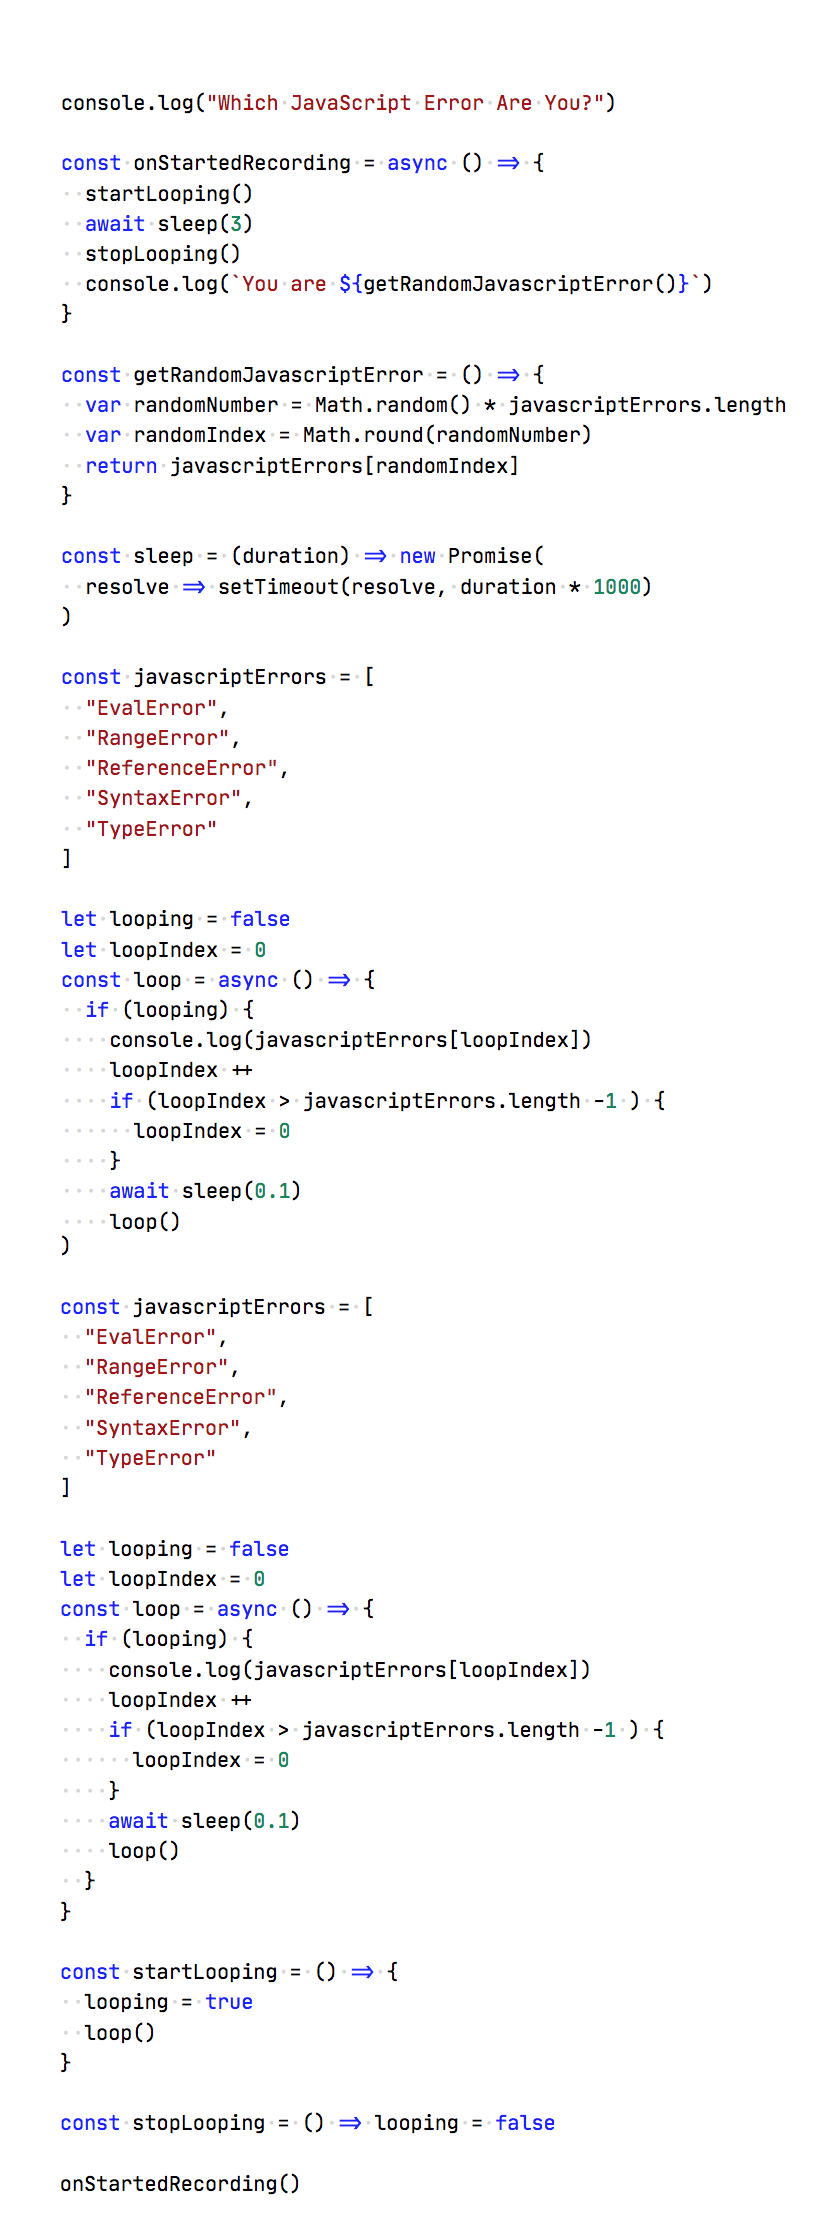 console.log("Which JavaScript Error Are You?")

const onStartedRecording = async () => {
  startLooping()
  await sleep(3)
  stopLooping()
  console.log(`You are ${getRandomJavascriptError()}`)
}

const getRandomJavascriptError = () => {
  var randomNumber = Math.random() * javascriptErrors.length
  var randomIndex = Math.round(randomNumber)
  return javascriptErrors[randomIndex]
}

const sleep = (duration) => new Promise(
  resolve => setTimeout(resolve, duration * 1000)
)

const javascriptErrors = [
  "EvalError",
  "RangeError",
  "ReferenceError",
  "SyntaxError",
  "TypeError"
]

let looping = false
let loopIndex = 0
const loop = async () => {
  if (looping) {
    console.log(javascriptErrors[loopIndex])
    loopIndex ++
    if (loopIndex > javascriptErrors.length -1 ) {
      loopIndex = 0
    }
    await sleep(0.1)
    loop()
)

const javascriptErrors = [
  "EvalError",
  "RangeError",
  "ReferenceError",
  "SyntaxError",
  "TypeError"
]

let looping = false
let loopIndex = 0
const loop = async () => {
  if (looping) {
    console.log(javascriptErrors[loopIndex])
    loopIndex ++
    if (loopIndex > javascriptErrors.length -1 ) {
      loopIndex = 0
    }
    await sleep(0.1)
    loop()
  }
}

const startLooping = () => {
  looping = true
  loop()
}

const stopLooping = () => looping = false

onStartedRecording()